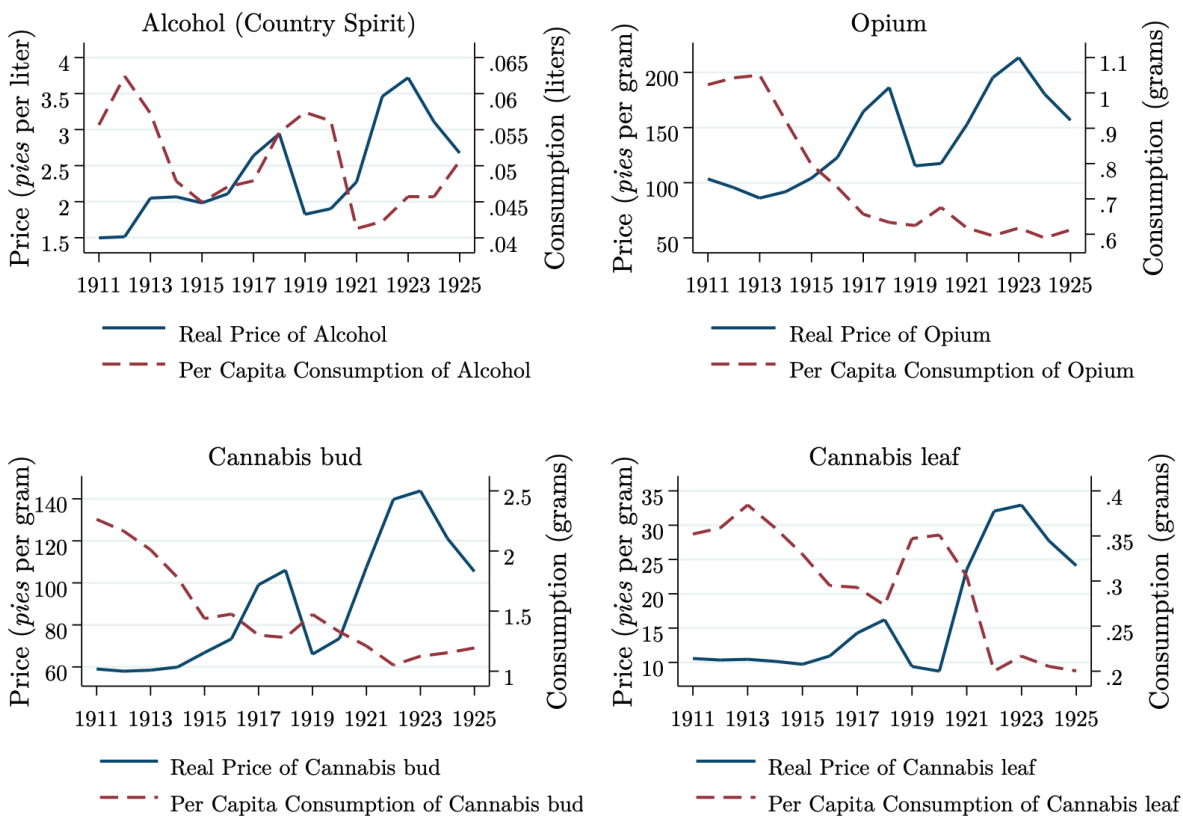 Alcohol (Country Spirit)
Price (pies per liter)
4
3.5
3
2.5
2
1.5
.065
.06
.055
.05
.045
.04
Consumption (liters)
1911 1913 1915 1917 1919 1921 1923 1925
Real Price of Alcohol
Per Capita Consumption of Alcohol
Opium
Price (pies per gram)
200
150
100
50
1.1
1
.9
.8
.7
.6
Consumption (grams)
1911 1913 1915 1917 1919 1921 1923 1925
Real Price of Opium
Per Capita Consumption of Opium
Cannabis bud
Price (pies per gram)
140
120
100
80
60
2.5
2
1.5
1
Consumption (grams)
1911 1913 1915 1917 1919 1921 1923 1925
Real Price of Cannabis bud
Per Capita Consumption of Cannabis bud
Cannabis leaf
Price (pies per gram)
35
30
25
20
15
10
.4
.35
.3
.25
.2
Consumption (grams)
1911 1913 1915 1917 1919 1921 1923 1925
Real Price of Cannabis leaf
Per Capita Consumption of Cannabis leaf